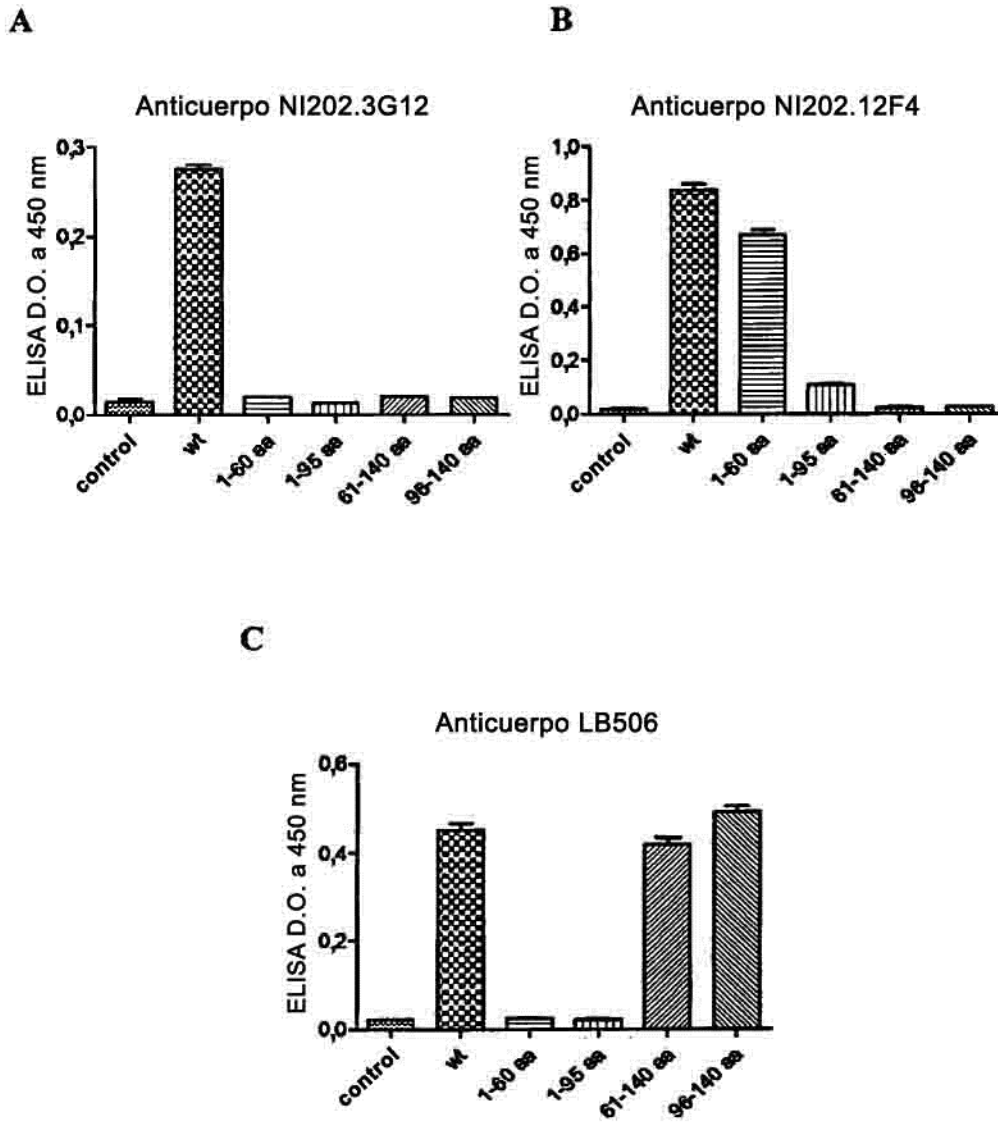 A
Anticuerpo NI202.3G12
ELISA D.O. a 450 nm
0,3
0,2
0,1
0,0
control
wt
1-60 aa
1-95 aa
61-140 aa
96-140 aa
B
Anticuerpo NI202.12F4
ELISA D.O. a 450 nm
1,0
0,8
0,6
0,4
0,2
0,0
control
wt
1-60 aa
1-95 aa
61-140 aa
96-140 aa
C
Anticuerpo LB506
ELISA D.O. a 450 nm
0,6
0,4
0,2
0,0
control
wt
1-60 aa
1-95 aa
61-140 aa
96-140 aa